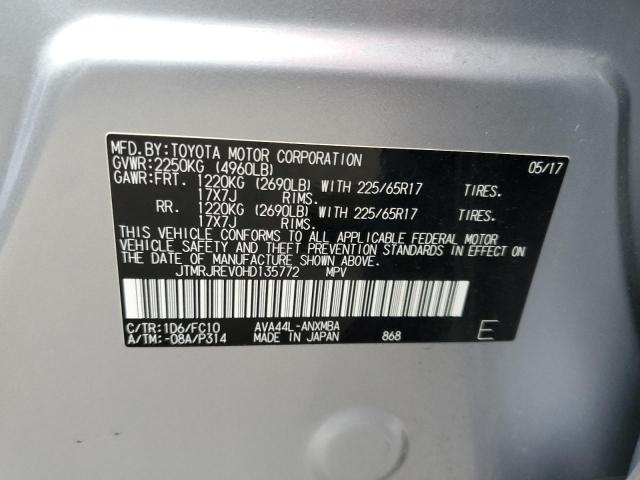 MFD.BY:TOYOTA MOTOR CORPORATION 05/17
GVWR:2250KG (4960LB)
GAWR:FRT. 1220KG (2690LB) WITH 225/65R17 TIRES.
17X7J RIMS.
RR. 1220KG (2690LB) WITH 225/65R17 TIRES.
17X7J RIMS.
THIS VEHICLE CONFORMS TO ALL APPLICABLE FEDERAL MOTOR
VEHICLE SAFETY AND THEFT PREVENTION STANDARDS IN EFFECT ON
THE DATE OF MANUFACTURE SHOWN ABOVE.
JTMRJREV0HD135772 MPV
C/TR:1D6/FC10 AVA44L-ANXMBA
A/TM:-08A/P314 MADE IN JAPAN 868 E